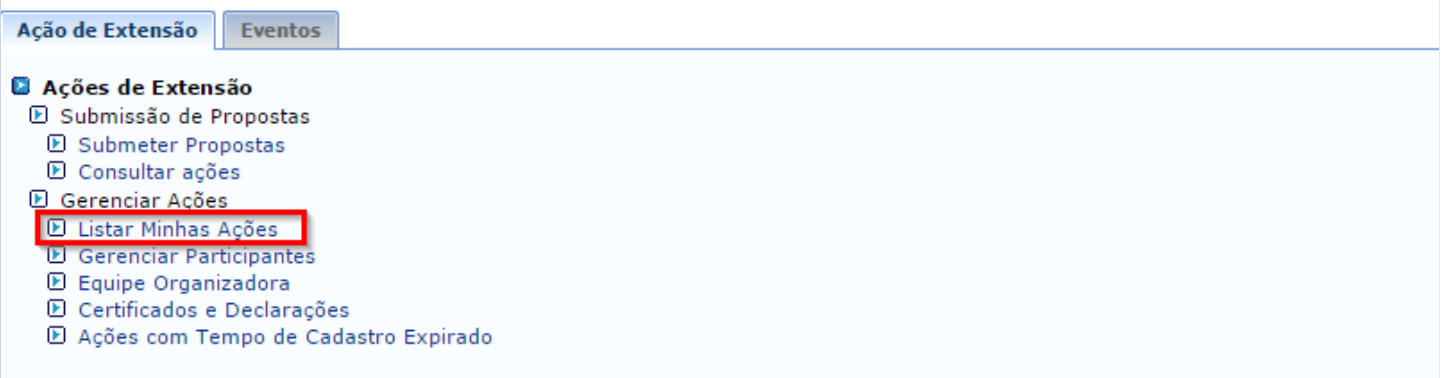 Ação de Extensão
Eventos
Ações de Extensão
Submissão de Propostas
Submeter Propostas
Consultar ações
Gerenciar Ações
Listar Minhas Ações
Gerenciar Participantes
Equipe Organizadora
Certificados e Declarações
Ações com Tempo de Cadastro Expirado